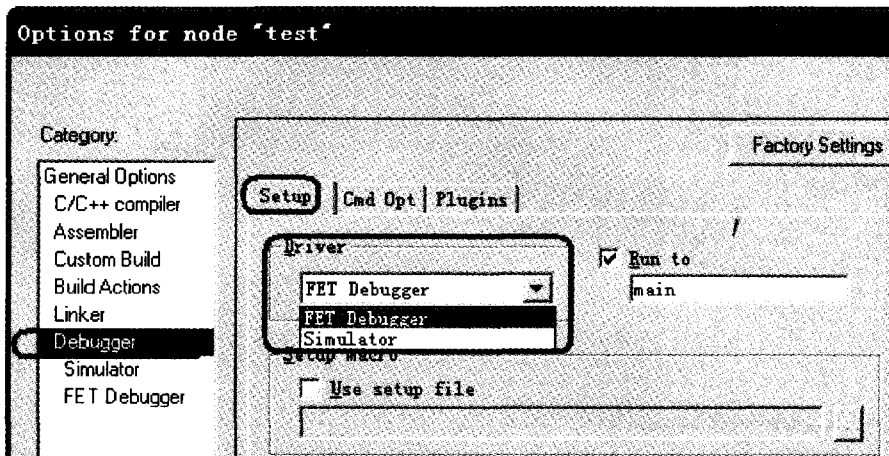 Options for node "test"
Category:
General Options
C/C++ compiler
Assembler
Custom Build
Build Actions
Linker
Debugger
Simulator
FET Debugger
Factory Settings
Setup
Cmd Opt
Plugins
Driver
FET Debugger
FET Debugger
Simulator
Run to
main
Setup macro
Use setup file